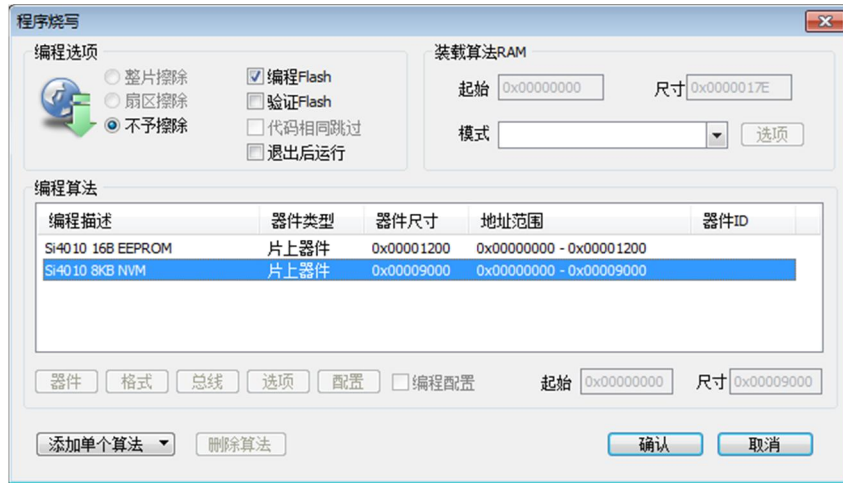 程序烧写
编程选项
整片擦除
扇区擦除
不予擦除
编程Flash
验证Flash
代码相同跳过
退出后运行
装载算法RAM
起始 0x00000000 尺寸 0x0000017E
模式 选项
编程算法
编程描述 器件类型 器件尺寸 地址范围 器件ID
Si4010 16B EEPROM 片上器件 0x00001200 0x00000000 - 0x00001200
Si4010 8KB NVM 片上器件 0x00009000 0x00000000 - 0x00009000
器件 格式 总线 选项 配置 编程配置 起始 0x00000000 尺寸 0x00009000
添加单个算法 删除算法 确认 取消